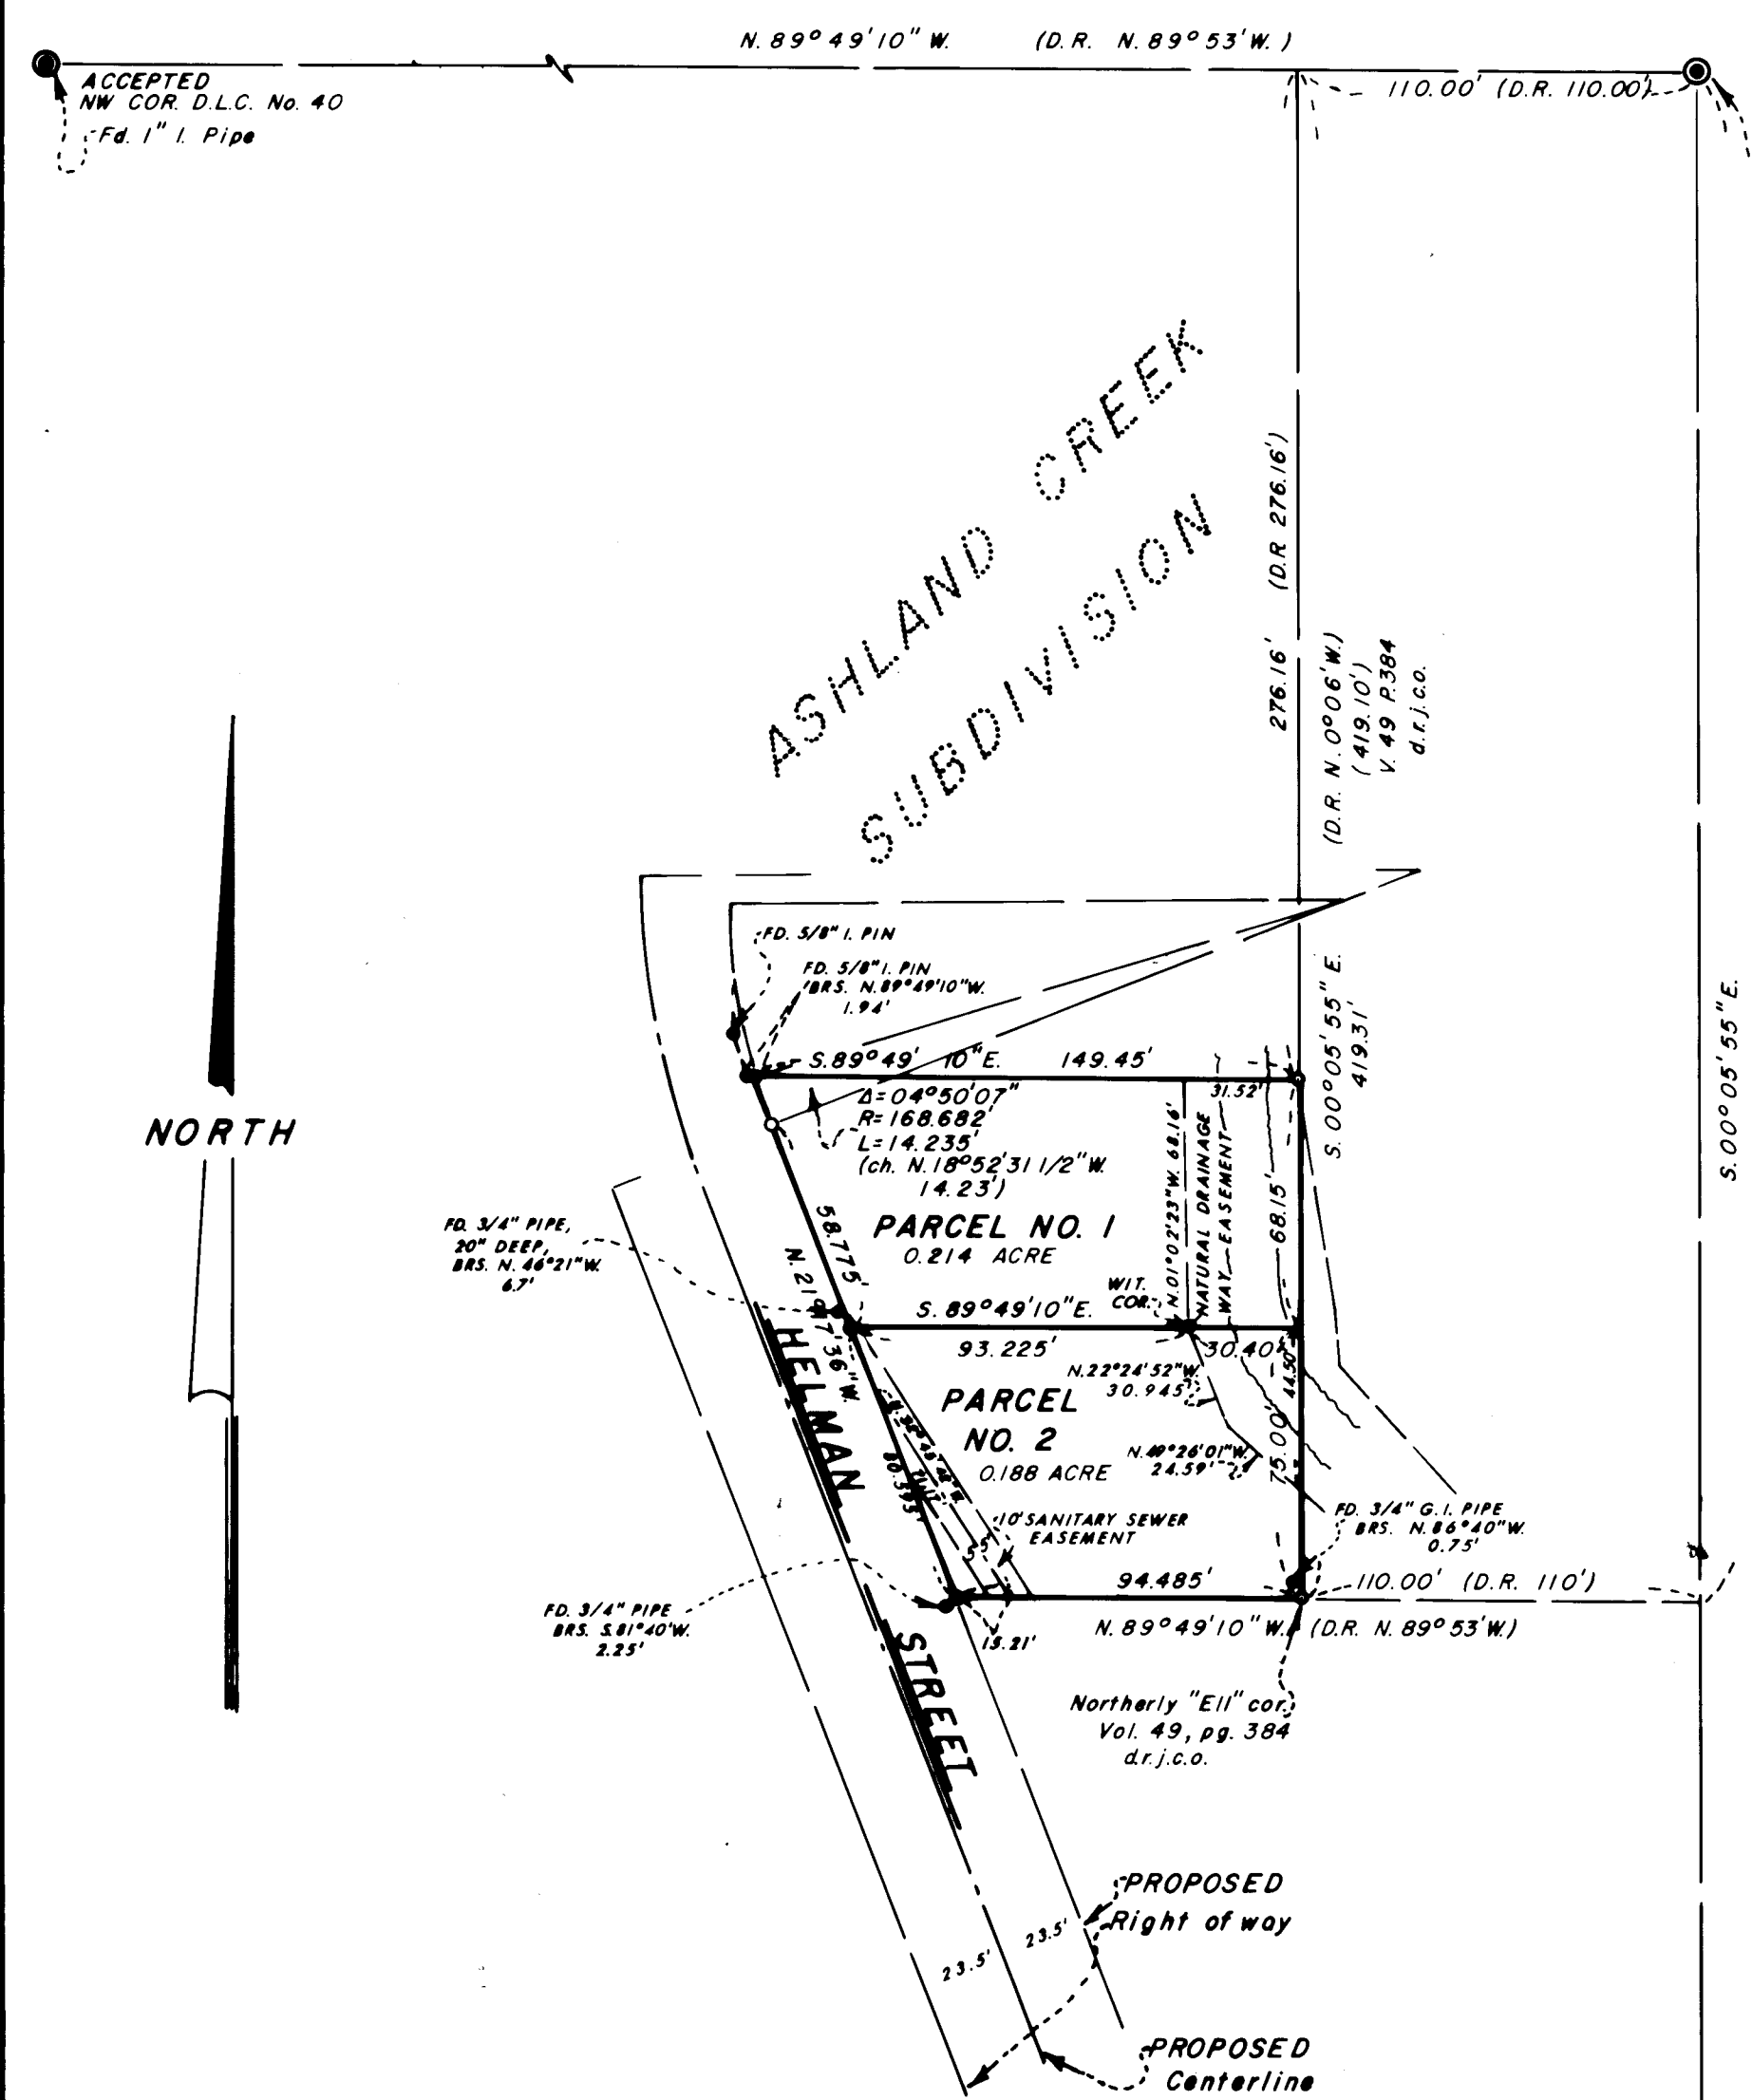 N. 89° 49' 10" W. (D.R. N. 89° 53' W.)
ACCEPTED
NW COR. D.L.C. No. 40
Fd. 1" I. Pipe
110.00' (D.R. 110.00)
ASHLAND CREEK
SUBDIVISION
276.16' (D.R 276.16')
(D.R. N. 0° 06' W.)
(419.10')
V. 49 P.384
d.r.j.c.o.
S. 00° 05' 55" E.
419.31'
S. 00° 05' 55" E.
NORTH
FD. 5/8" I. PIN
FD. 5/8" I. PIN
BRS. N. 89°49'10"W.
1.94'
S. 89° 49' 10" E. 149.45'
Δ= 04° 50' 07"
R= 168.682'
L= 14.235'
(ch. N. 18° 52' 31 1/2" W.
14.23')
31.52'
N. 01° 02' 23" W. 68.16'
NATURAL DRAINAGE
WAY EASEMENT
68.15'
58.775'
PARCEL NO. 1
0.214 ACRE
FD. 3/4" PIPE,
20" DEEP,
BRS. N. 46°21" W.
6.7'
WIT.
COR.
S. 89° 49' 10" E.
93.225'
30.40'
44.50'
75.00'
N. 22° 24' 52" W.
30.945'
PARCEL
NO. 2
0.188 ACRE
N. 49° 26' 01" W.
24.59'
HELMAN
STREET
10' SANITARY SEWER
EASEMENT
FD. 3/4" G.I. PIPE
BRS. N. 86°40" W.
0.75'
94.485'
110.00' (D.R. 110')
N. 89° 49' 10" W. (D.R. N. 89° 53' W.)
FD. 3/4" PIPE
BRS. S. 81°40' W.
2.25'
13.21'
Northerly "Ell" cor.
Vol. 49, pg. 384
d.r.j.c.o.
PROPOSED
Right of way
23.5'
23.5'
PROPOSED
Centerline